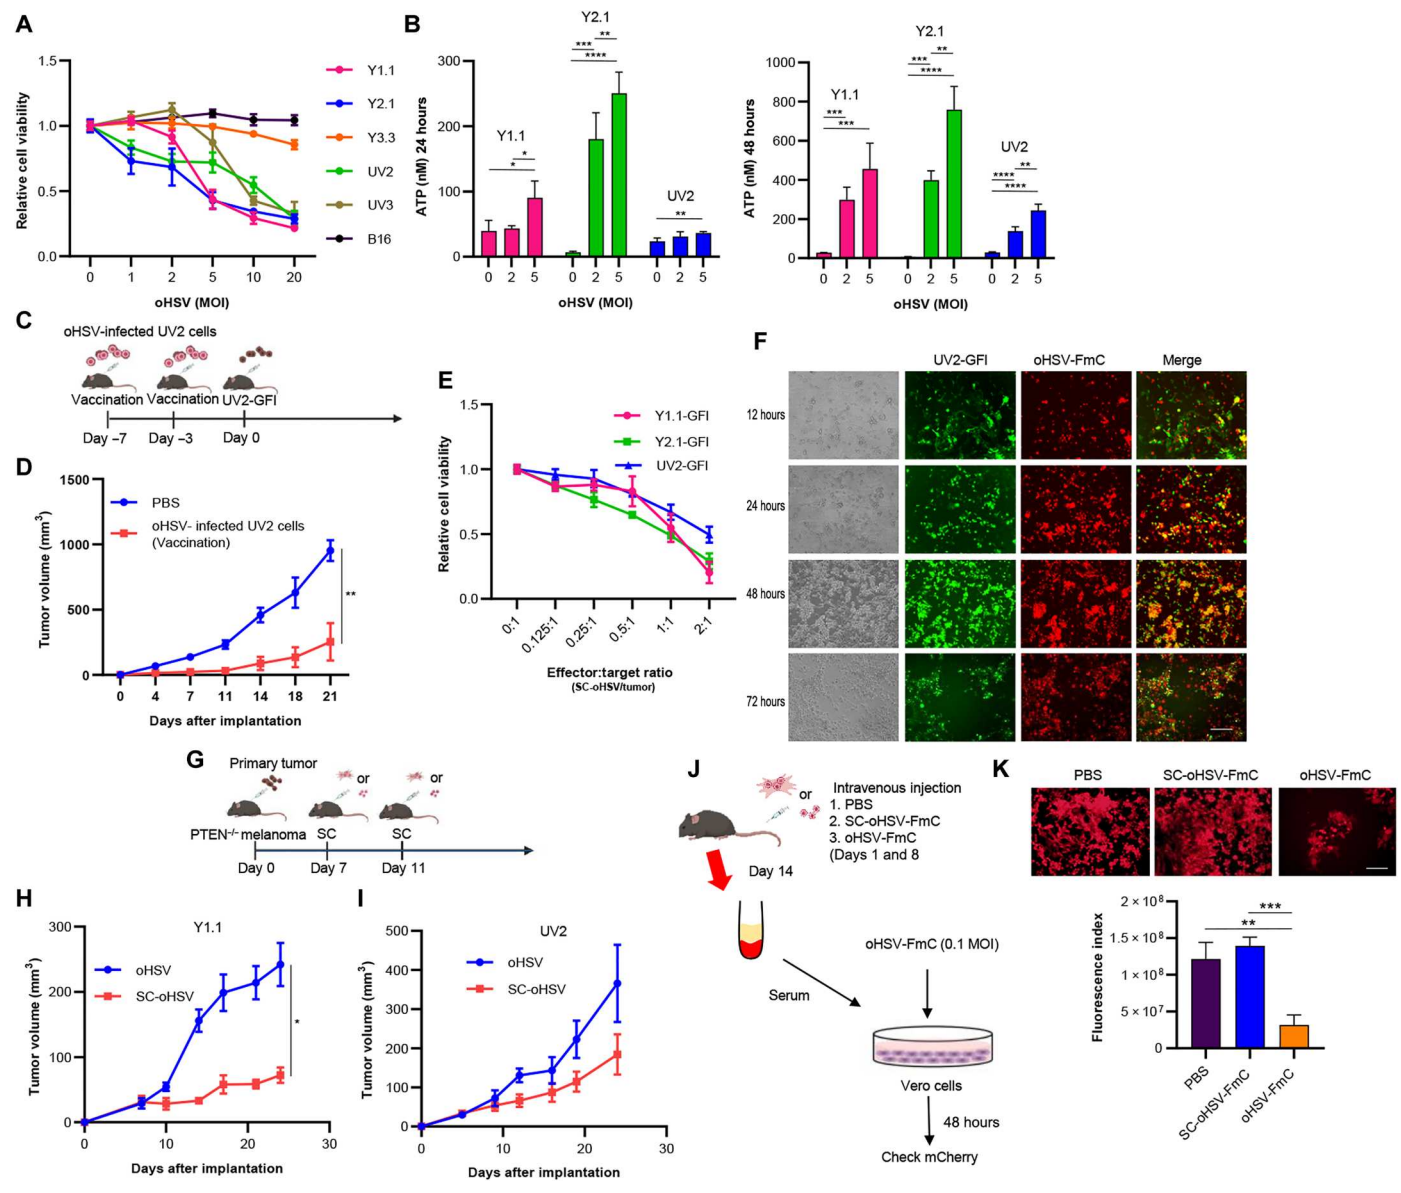 A
Relative cell viability
1.5
1.0
0.5
0.0
0 1 2 5 10 20
oHSV (MOI)
Y1.1
Y2.1
Y3.3
UV2
UV3
B16
B
ATP (nM) 24 hours
300
200
100
0
Y1.1
*
*
Y2.1
**
***
****
UV2
**
0 2 5 0 2 5 0 2 5
oHSV (MOI)
ATP (nM) 48 hours
1000
800
600
400
200
0
Y1.1
***
***
Y2.1
**
***
****
UV2
**
****
****
0 2 5 0 2 5 0 2 5
oHSV (MOI)
C
oHSV-infected UV2 cells
Vaccination Vaccination UV2-GFI
Day –7 Day –3 Day 0
D
Tumor volume (mm3)
1500
1000
500
0
PBS
oHSV- infected UV2 cells
(Vaccination)
**
0 4 7 11 14 18 21
Days after implantation
E
Relative cell viability
1.5
1.0
0.5
0.0
Y1.1-GFI
Y2.1-GFI
UV2-GFI
0:1 0.125:1 0.25:1 0.5:1 1:1 2:1
Effector:target ratio
(SC-oHSV/tumor)
F
UV2-GFI oHSV-FmC Merge
12 hours
24 hours
48 hours
72 hours
G
Primary tumor
or or
PTEN–/– melanoma SC SC
Day 0 Day 7 Day 11
H
Y1.1
Tumor volume (mm3)
300
200
100
0
oHSV
SC-oHSV
*
0 10 20 30
Days after implantation
I
UV2
Tumor volume (mm3)
500
400
300
200
100
0
oHSV
SC-oHSV
0 10 20 30
Days after implantation
J
or
Intravenous injection
1. PBS
2. SC-oHSV-FmC
3. oHSV-FmC
(Days 1 and 8)
Day 14
oHSV-FmC (0.1 MOI)
Serum
Vero cells
48 hours
Check mCherry
K
PBS SC-oHSV-FmC oHSV-FmC
Fluorescence index
2 × 108
1.5 × 108
1 × 108
5 × 107
0
***
**
PBS
SC-oHSV-FmC
oHSV-FmC